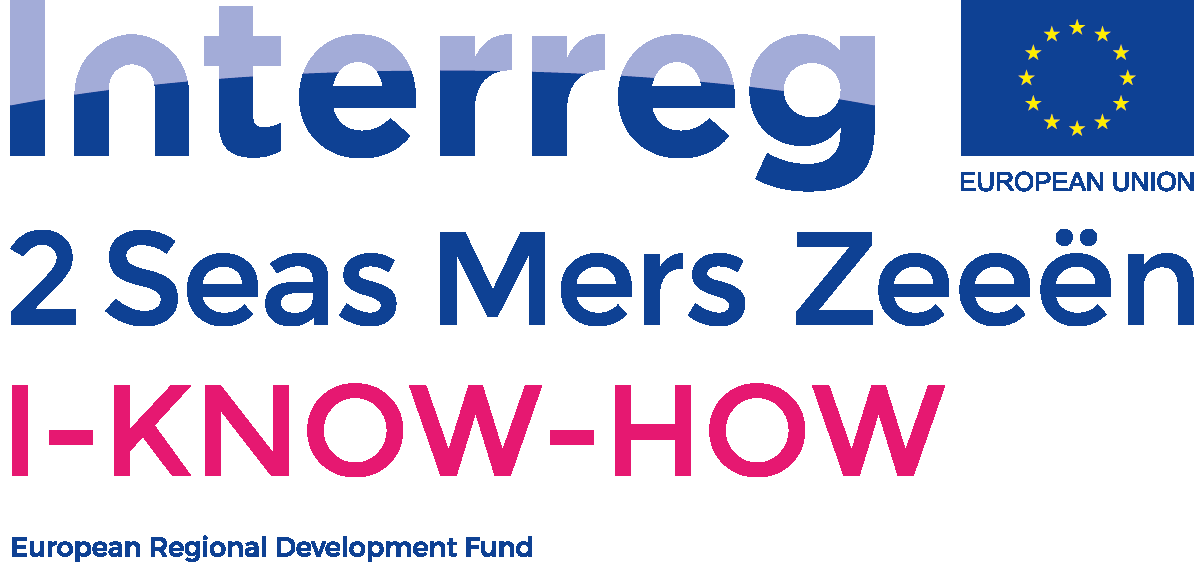 Interreg
EUROPEAN UNION
2 Seas Mers Zeeën
I-KNOW-HOW
European Regional Development Fund